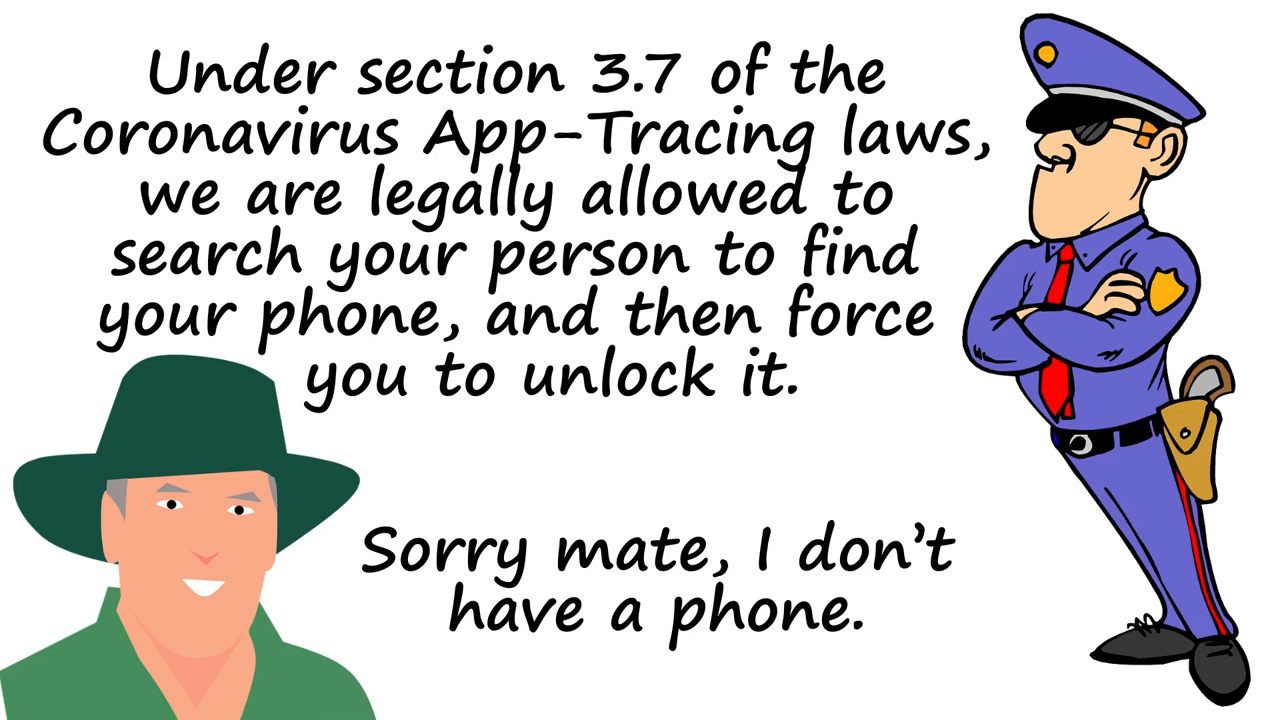 Under section 3.7 of the
Coronavirus App-Tracing laws,
we are legally allowed to
search your person to find
your phone, and then force
you to unlock it.
Sorry mate, I don't
have a phone.